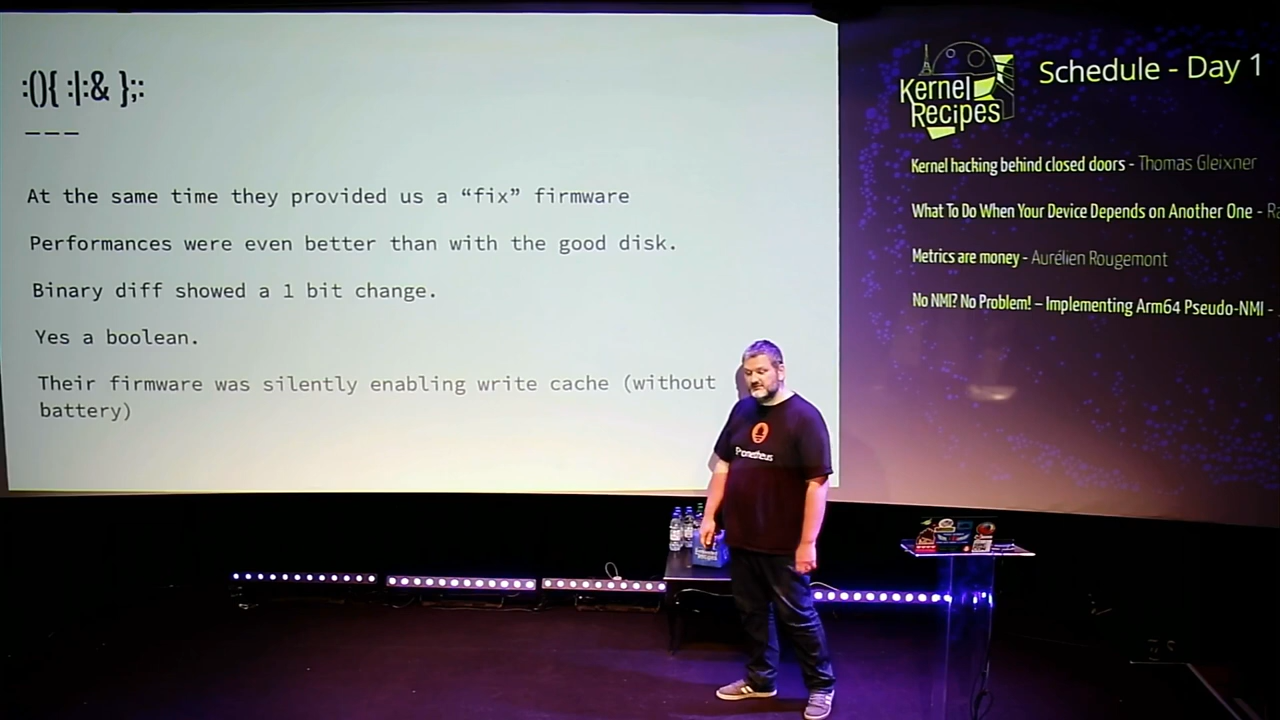 :(){ :|:& };:
---
At the same time they provided us a “fix” firmware
Performances were even better than with the good disk.
Binary diff showed a 1 bit change.
Yes a boolean.
Their firmware was silently enabling write cache (without
battery)
Kernel
Recipes
Schedule - Day 1
Kernel hacking behind closed doors - Thomas Gleixner
What To Do When Your Device Depends on Another One -
Metrics are money - Aurélien Rougemont
No NMI? No Problem! – Implementing Arm64 Pseudo-NMI -
Prometheus